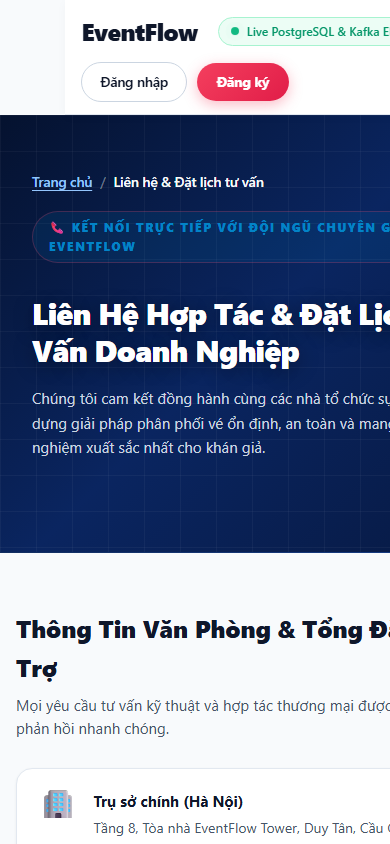 EventFlow
Live PostgreSQL & Kafka
Đăng nhập
Đăng ký
Trang chủ / Liên hệ & Đặt lịch tư vấn
KẾT NỐI TRỰC TIẾP VỚI ĐỘI NGŨ CHUYÊN
EVENTFLOW
Liên Hệ Hợp Tác & Đặt
Vấn Doanh Nghiệp
Chúng tôi cam kết đồng hành cùng các nhà tổ chức
dựng giải pháp phân phối vé ổn định, an toàn và
nghiệm xuất sắc nhất cho khán giả.
Thông Tin Văn Phòng & Tổng
Trợ
Mọi yêu cầu tư vấn kỹ thuật và hợp tác thương mại được
phản hồi nhanh chóng.
Trụ sở chính (Hà Nội)
Tầng 8, Tòa nhà EventFlow Tower, Duy Tân, Cầu